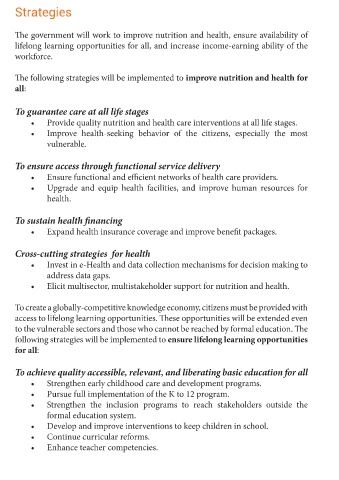 Strategies
The government will work to improve nutrition and health, ensure availability of
lifelong learning opportunities for all, and increase income-earning ability of the
workforce.
The following strategies will be implemented to improve nutrition and health for
all:
To guarantee care at all life stages
• Provide quality nutrition and health care interventions at all life stages.
• Improve health-seeking behavior of the citizens, especially the most
vulnerable.
To ensure access through functional service delivery
• Ensure functional and efficient networks of health care providers.
• Upgrade and equip health facilities, and improve human resources for
health.
To sustain health financing
• Expand health insurance coverage and improve benefit packages.
Cross-cutting strategies for health
• Invest in e-Health and data collection mechanisms for decision making to
address data gaps.
• Elicit multisector, multistakeholder support for nutrition and health.
To create a globally-competitive knowledge economy, citizens must be provided with
access to lifelong learning opportunities. These opportunities will be extended even
to the vulnerable sectors and those who cannot be reached by formal education. The
following strategies will be implemented to ensure lifelong learning opportunities
for all:
To achieve quality accessible, relevant, and liberating basic education for all
• Strengthen early childhood care and development programs.
• Pursue full implementation of the K to 12 program.
• Strengthen the inclusion programs to reach stakeholders outside the
formal education system.
• Develop and improve interventions to keep children in school.
• Continue curricular reforms.
• Enhance teacher competencies.